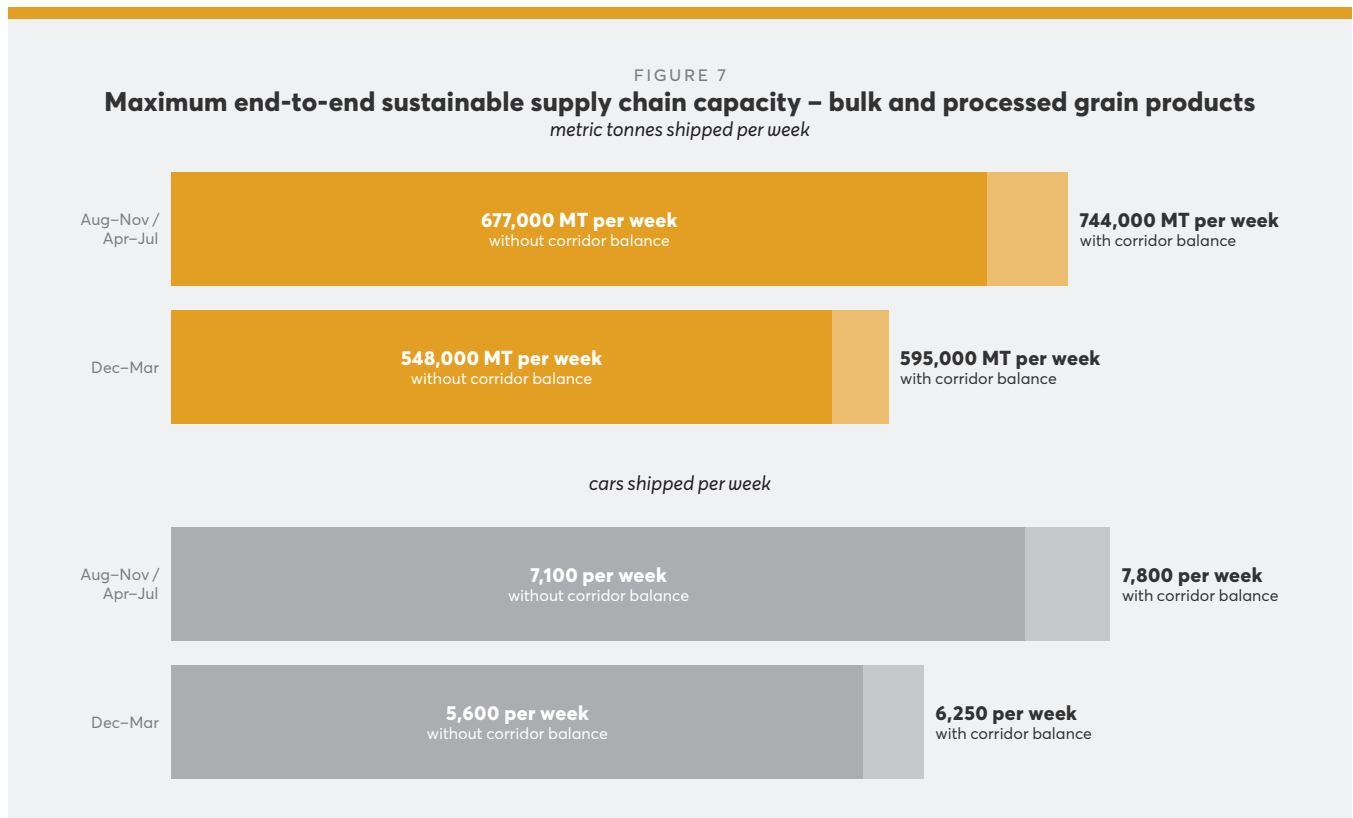 FIGURE 7
Maximum end-to-end sustainable supply chain capacity – bulk and processed grain products
metric tonnes shipped per week
Aug–Nov /
Apr–Jul
677,000 MT per week
without corridor balance
744,000 MT per week
with corridor balance
Dec–Mar
548,000 MT per week
without corridor balance
595,000 MT per week
with corridor balance
cars shipped per week
Aug–Nov /
Apr–Jul
7,100 per week
without corridor balance
7,800 per week
with corridor balance
Dec–Mar
5,600 per week
without corridor balance
6,250 per week
with corridor balance